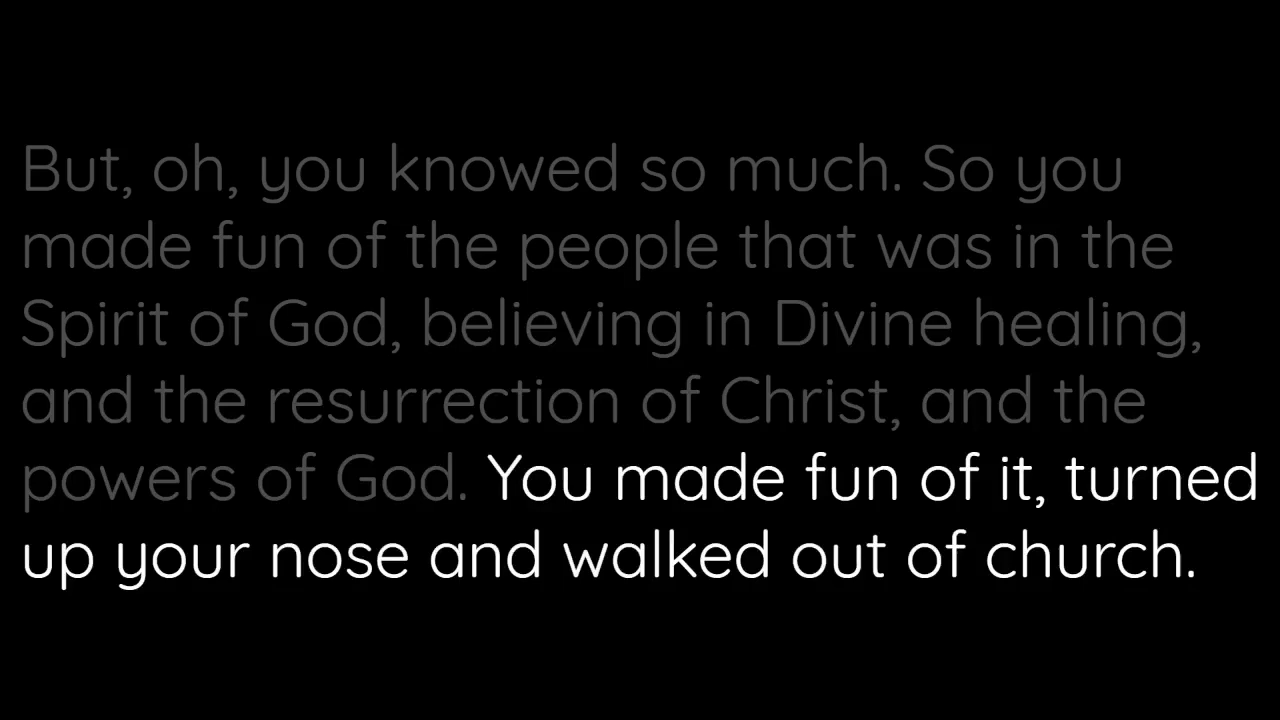 But, oh, you knowed so much. So you
made fun of the people that was in the
Spirit of God, believing in Divine healing,
and the resurrection of Christ, and the
powers of God. You made fun of it, turned
up your nose and walked out of church.